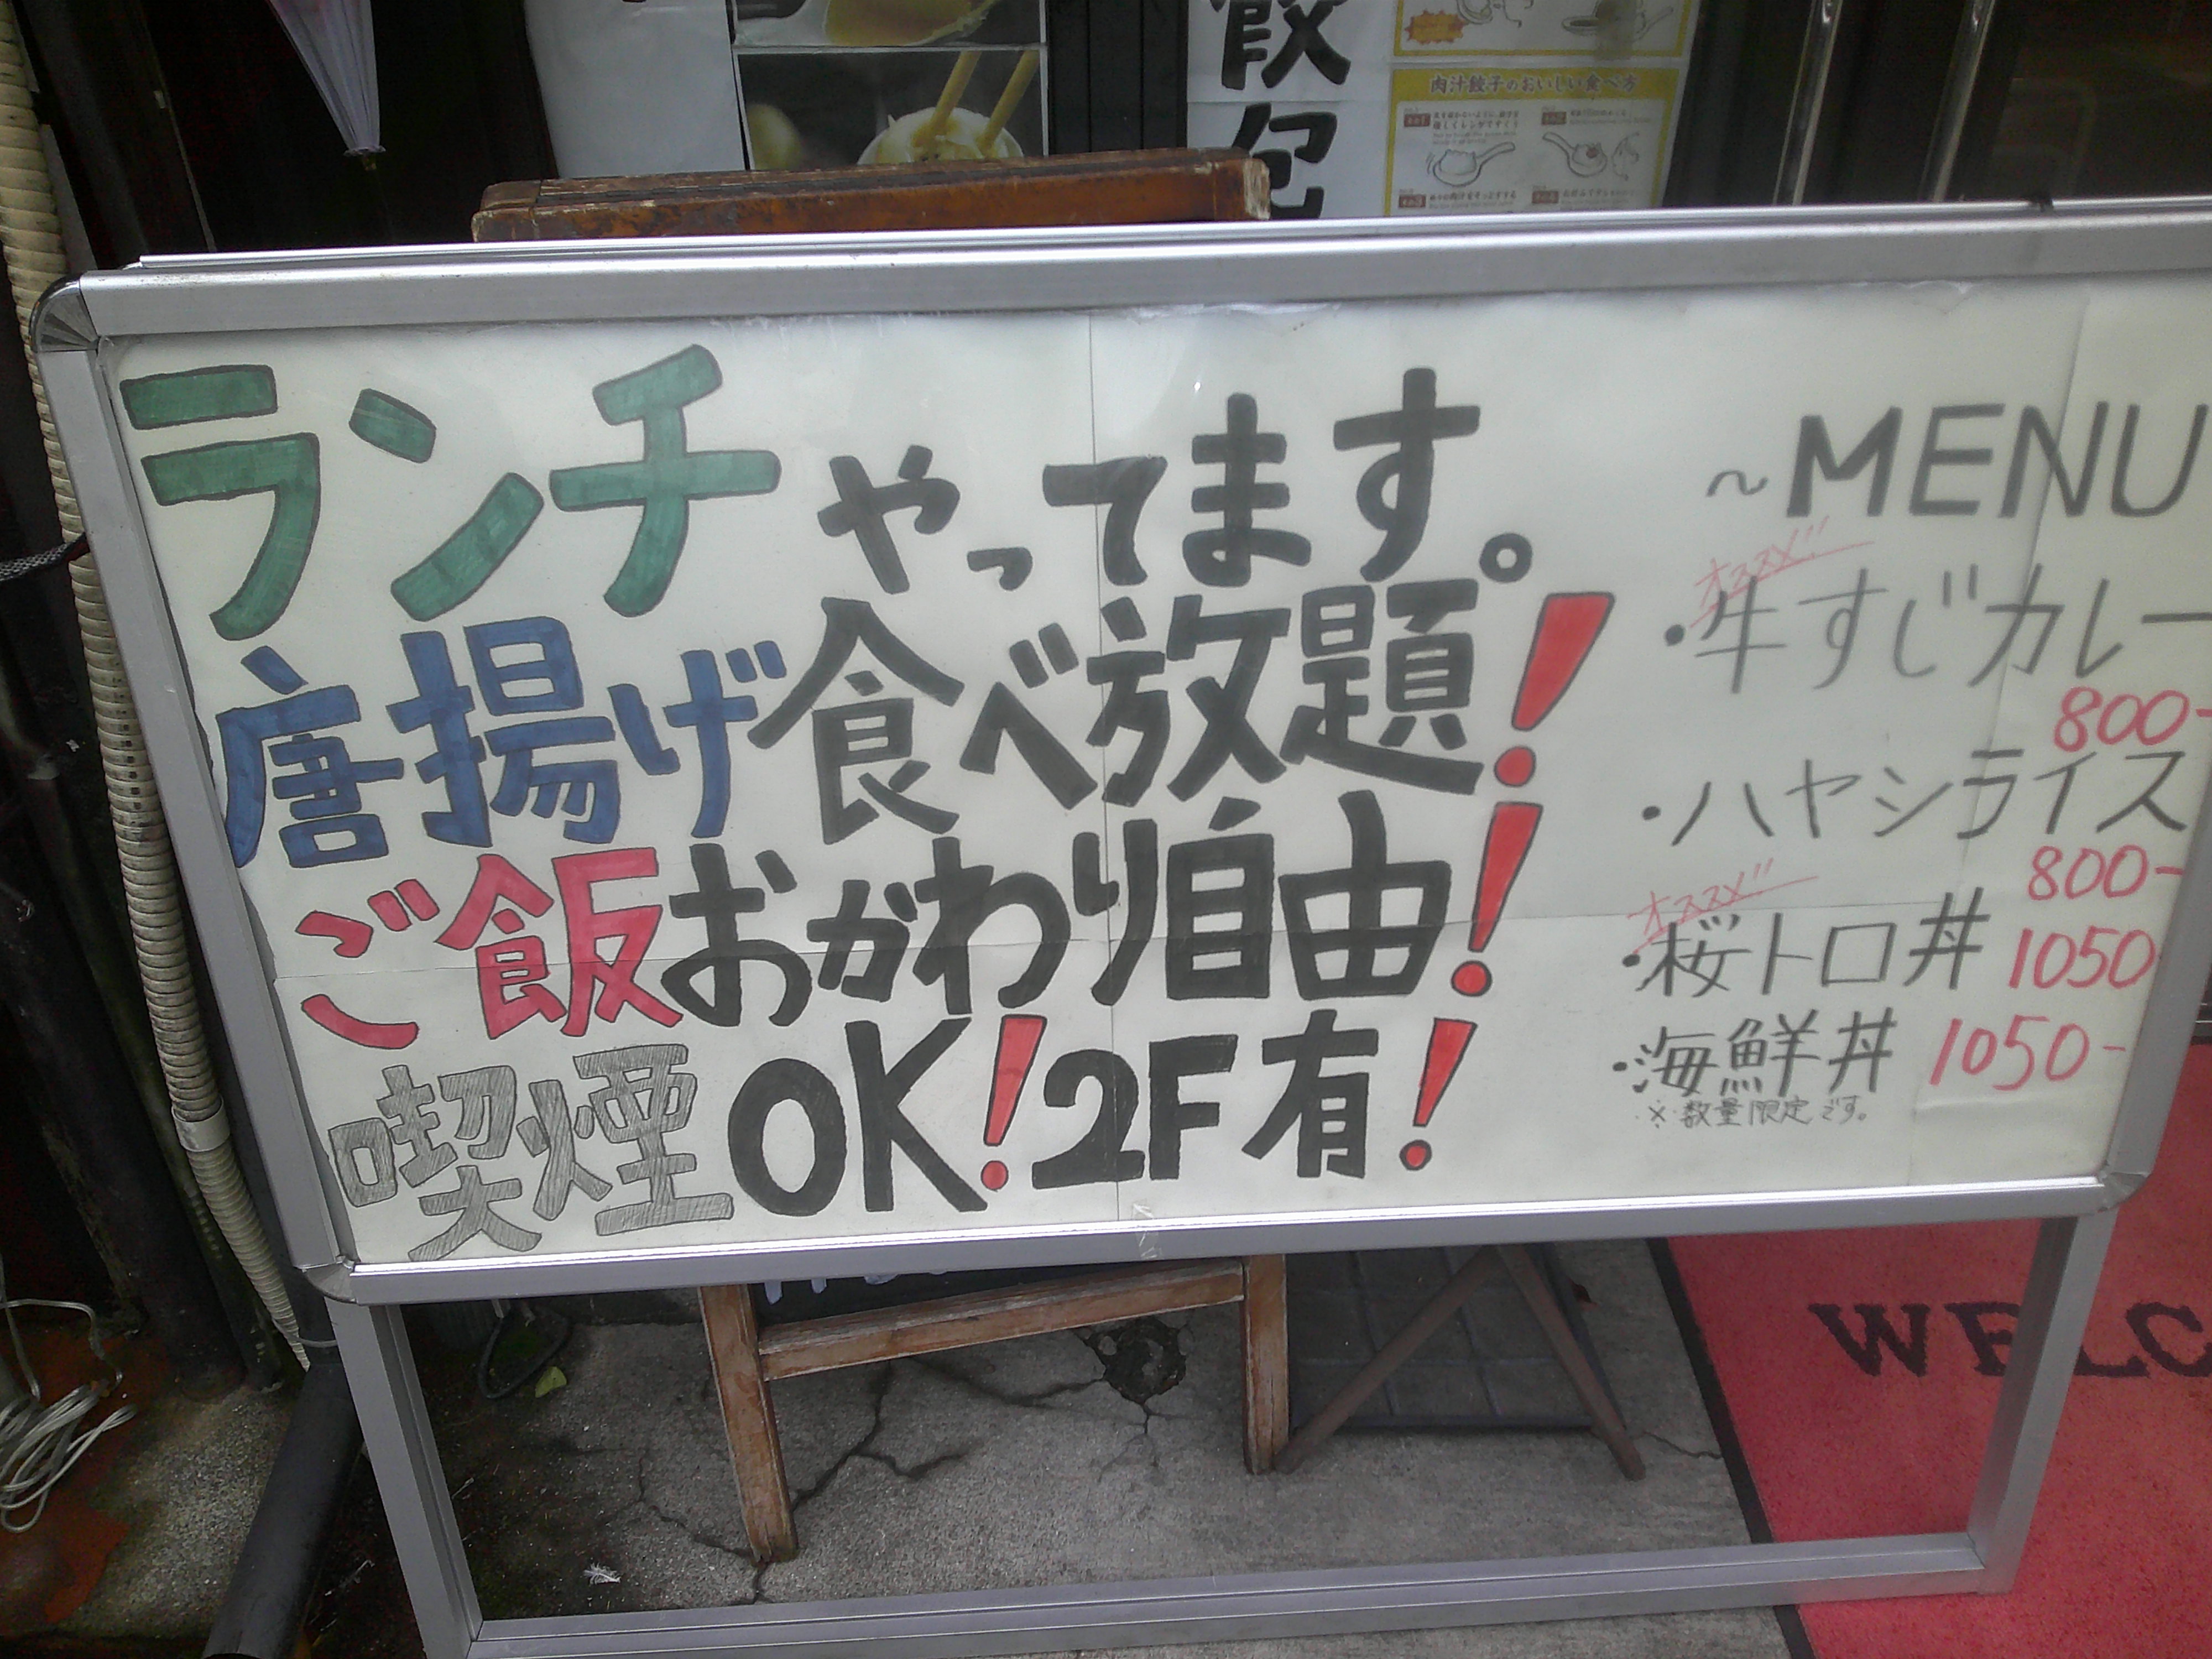 餃包
肉汁餃子のおいしい食べ方
ランチやってます。
唐揚げ食べ放題!
ご飯おかわり自由!
喫煙OK!2F有!
~MENU
オススメ!!
・牛すじカレー
800-
・ハヤシライス
800-
オススメ!!
・桜トロ丼 1050
・海鮮丼 1050-
※数量限定です。
WELC